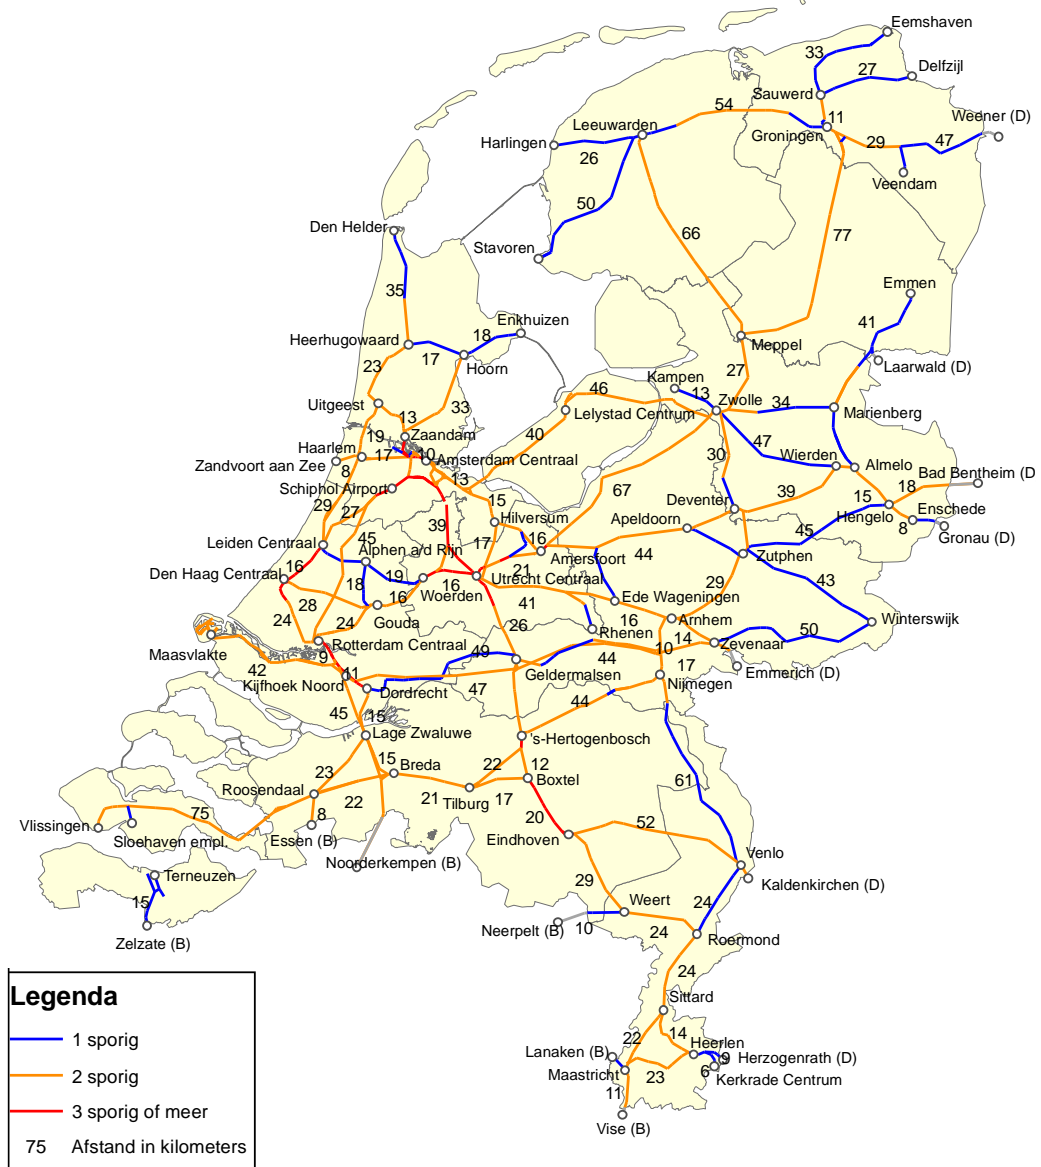 Eemshaven
33
Delfzijl
27
Sauwerd
54
11
Weener (D)
Leeuwarden
Groningen
Harlingen
29
47
26
Veendam
50
Den Helder
66
77
Stavoren
Emmen
35
Enkhuizen
41
18
Heerhugowaard
Meppel
17
Hoorn
Laarwald (D)
23
27
Kampen
46
13
Zwolle
Uitgeest
34
33
Lelystad Centrum
Marienberg
13
Zaandam
19
40
47
Haarlem
17
10
Amsterdam Centraal
30
Wierden
Almelo
Zandvoort aan Zee
8
13
Bad Bentheim (D
Schiphol Airport
67
39
15
18
29
27
15
Deventer
Enschede
39
Hilversum
Apeldoorn
Hengelo
8
Leiden Centraal
45
16
45
Gronau (D)
Alphen a/d Rijn
17
Amersfoort
44
Zutphen
16
21
Den Haag Centraal
18
19
16
Utrecht Centraal
29
43
Woerden
28
16
41
Ede Wageningen
24
24
Gouda
16
Arnhem
Winterswijk
26
Rhenen
14
50
Rotterdam Centraal
Zevenaar
Maasvlakte
9
49
44
10
42
11
Geldermalsen
17
Emmerich (D)
Kijfhoek Noord
Dordrecht
47
Nijmegen
45
15
44
Lage Zwaluwe
's-Hertogenbosch
15
Breda
22
12
23
Boxtel
61
Roosendaal
22
21
Tilburg
17
75
8
20
52
Vlissingen
Sloehaven empl.
Essen (B)
Eindhoven
Noorderkempen (B)
Venlo
Terneuzen
29
Kaldenkirchen (D)
15
24
Weert
Neerpelt (B)
10
24
Zelzate (B)
Roermond
24
Legenda
Sittard
1 sporig
22
14
Heerlen
Lanaken (B)
9
Herzogenrath (D)
2 sporig
Maastricht
23
6
Kerkrade Centrum
11
3 sporig of meer
Vise (B)
75 Afstand in kilometers